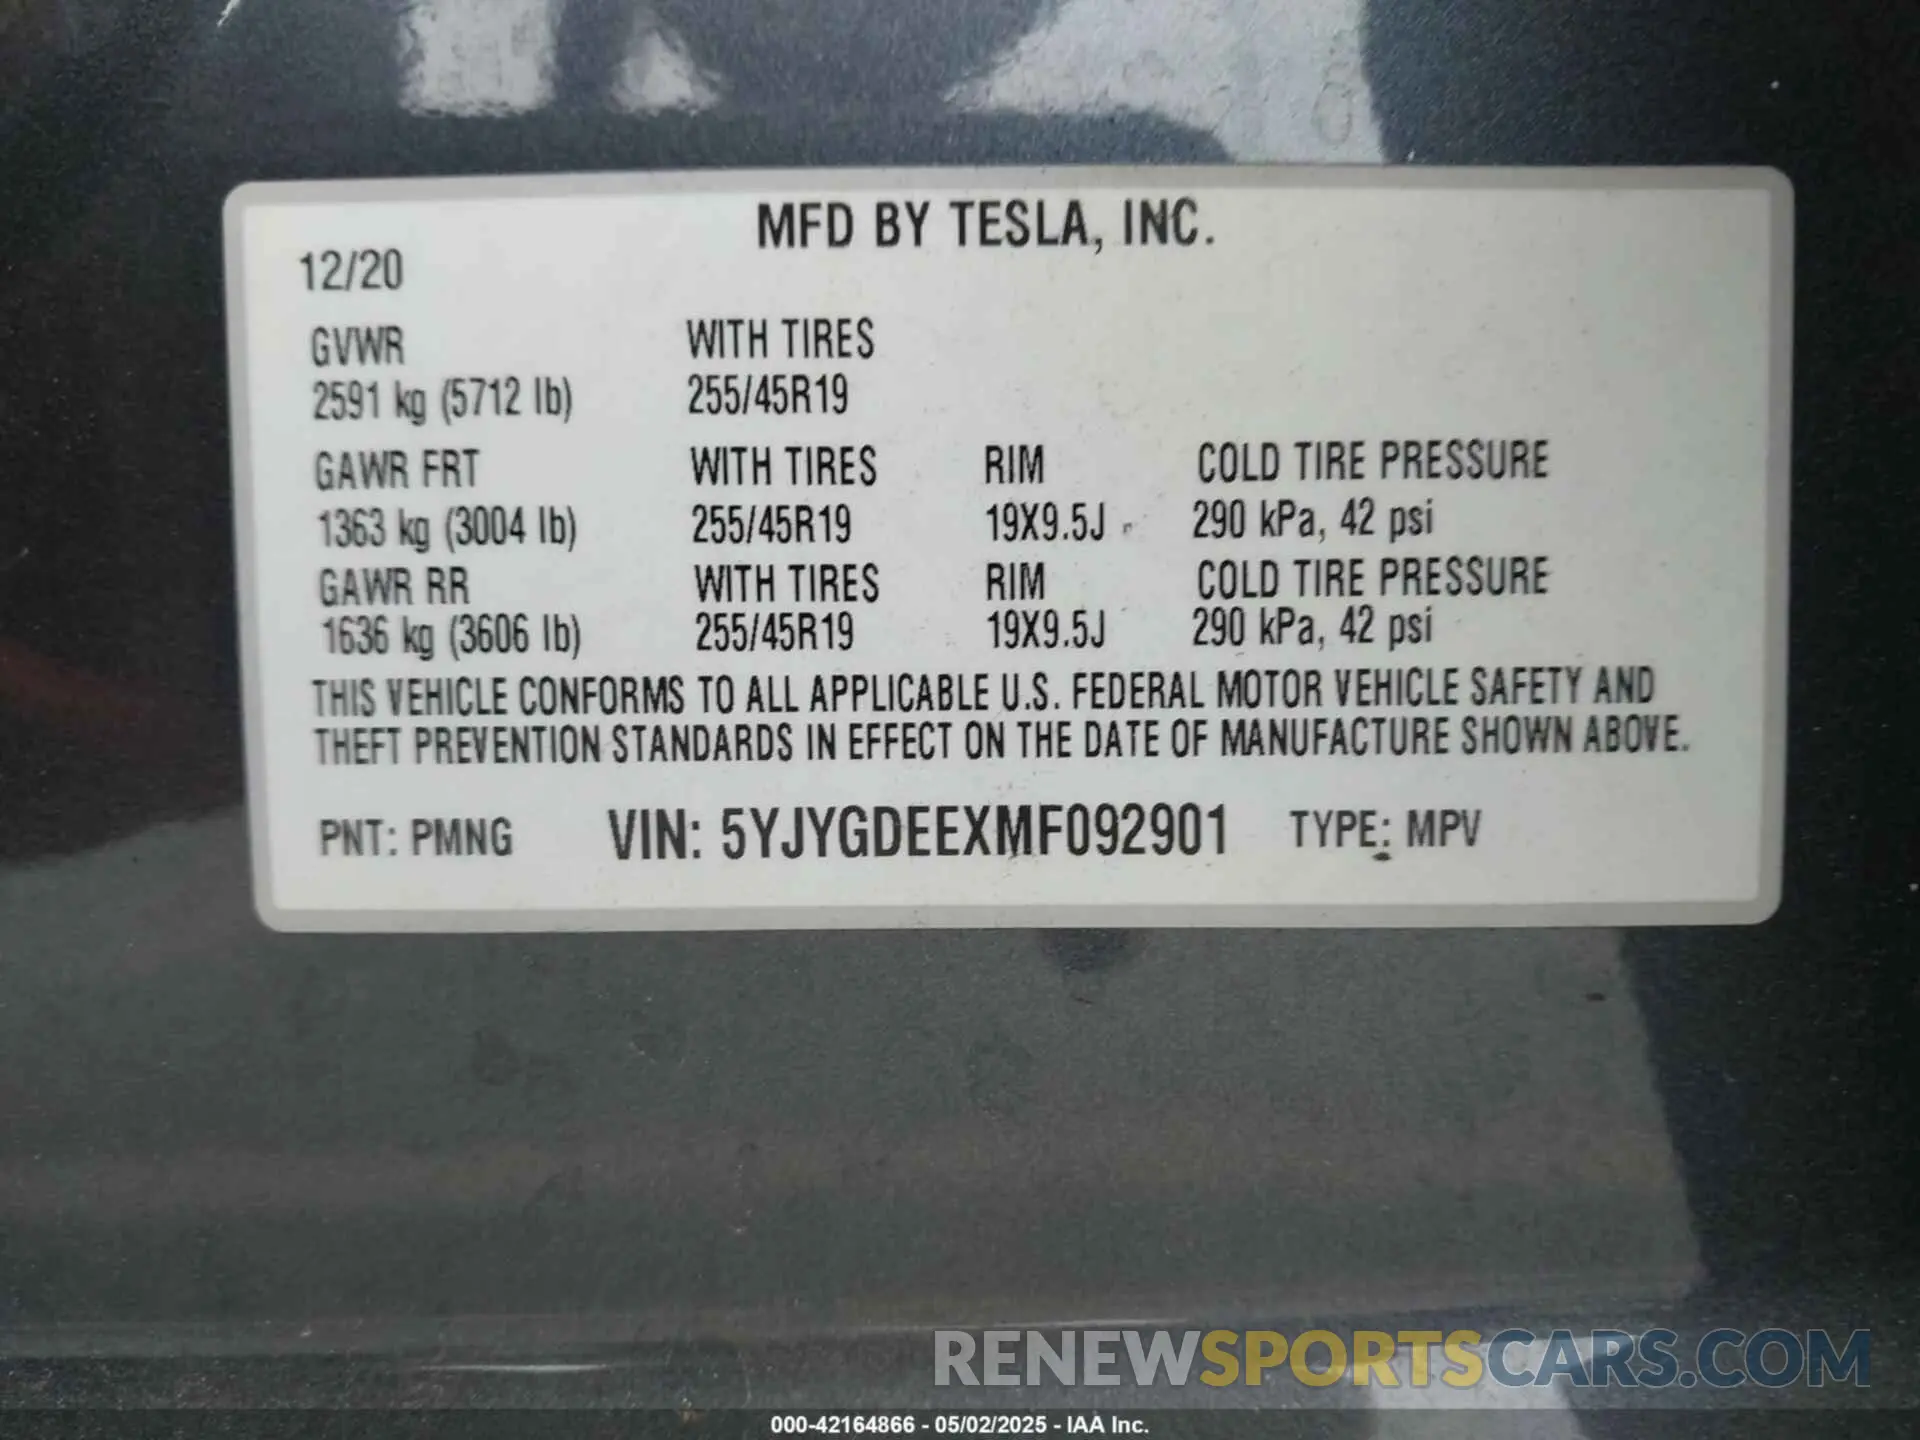 MFD BY TESLA, INC.
12/20
GVWR WITH TIRES
2591 kg (5712 lb) 255/45R19
GAWR FRT WITH TIRES RIM COLD TIRE PRESSURE
1363 kg (3004 lb) 255/45R19 19X9.5J 290 kPa, 42 psi
GAWR RR WITH TIRES RIM COLD TIRE PRESSURE
1636 kg (3606 lb) 255/45R19 19X9.5J 290 kPa, 42 psi
THIS VEHICLE CONFORMS TO ALL APPLICABLE U.S. FEDERAL MOTOR VEHICLE SAFETY AND
THEFT PREVENTION STANDARDS IN EFFECT ON THE DATE OF MANUFACTURE SHOWN ABOVE.
PNT: PMNG VIN: 5YJYGDEEXMF092901 TYPE: MPV
RENEWSPORTSCARS.COM
000-42164866 - 05/02/2025 - IAA Inc.